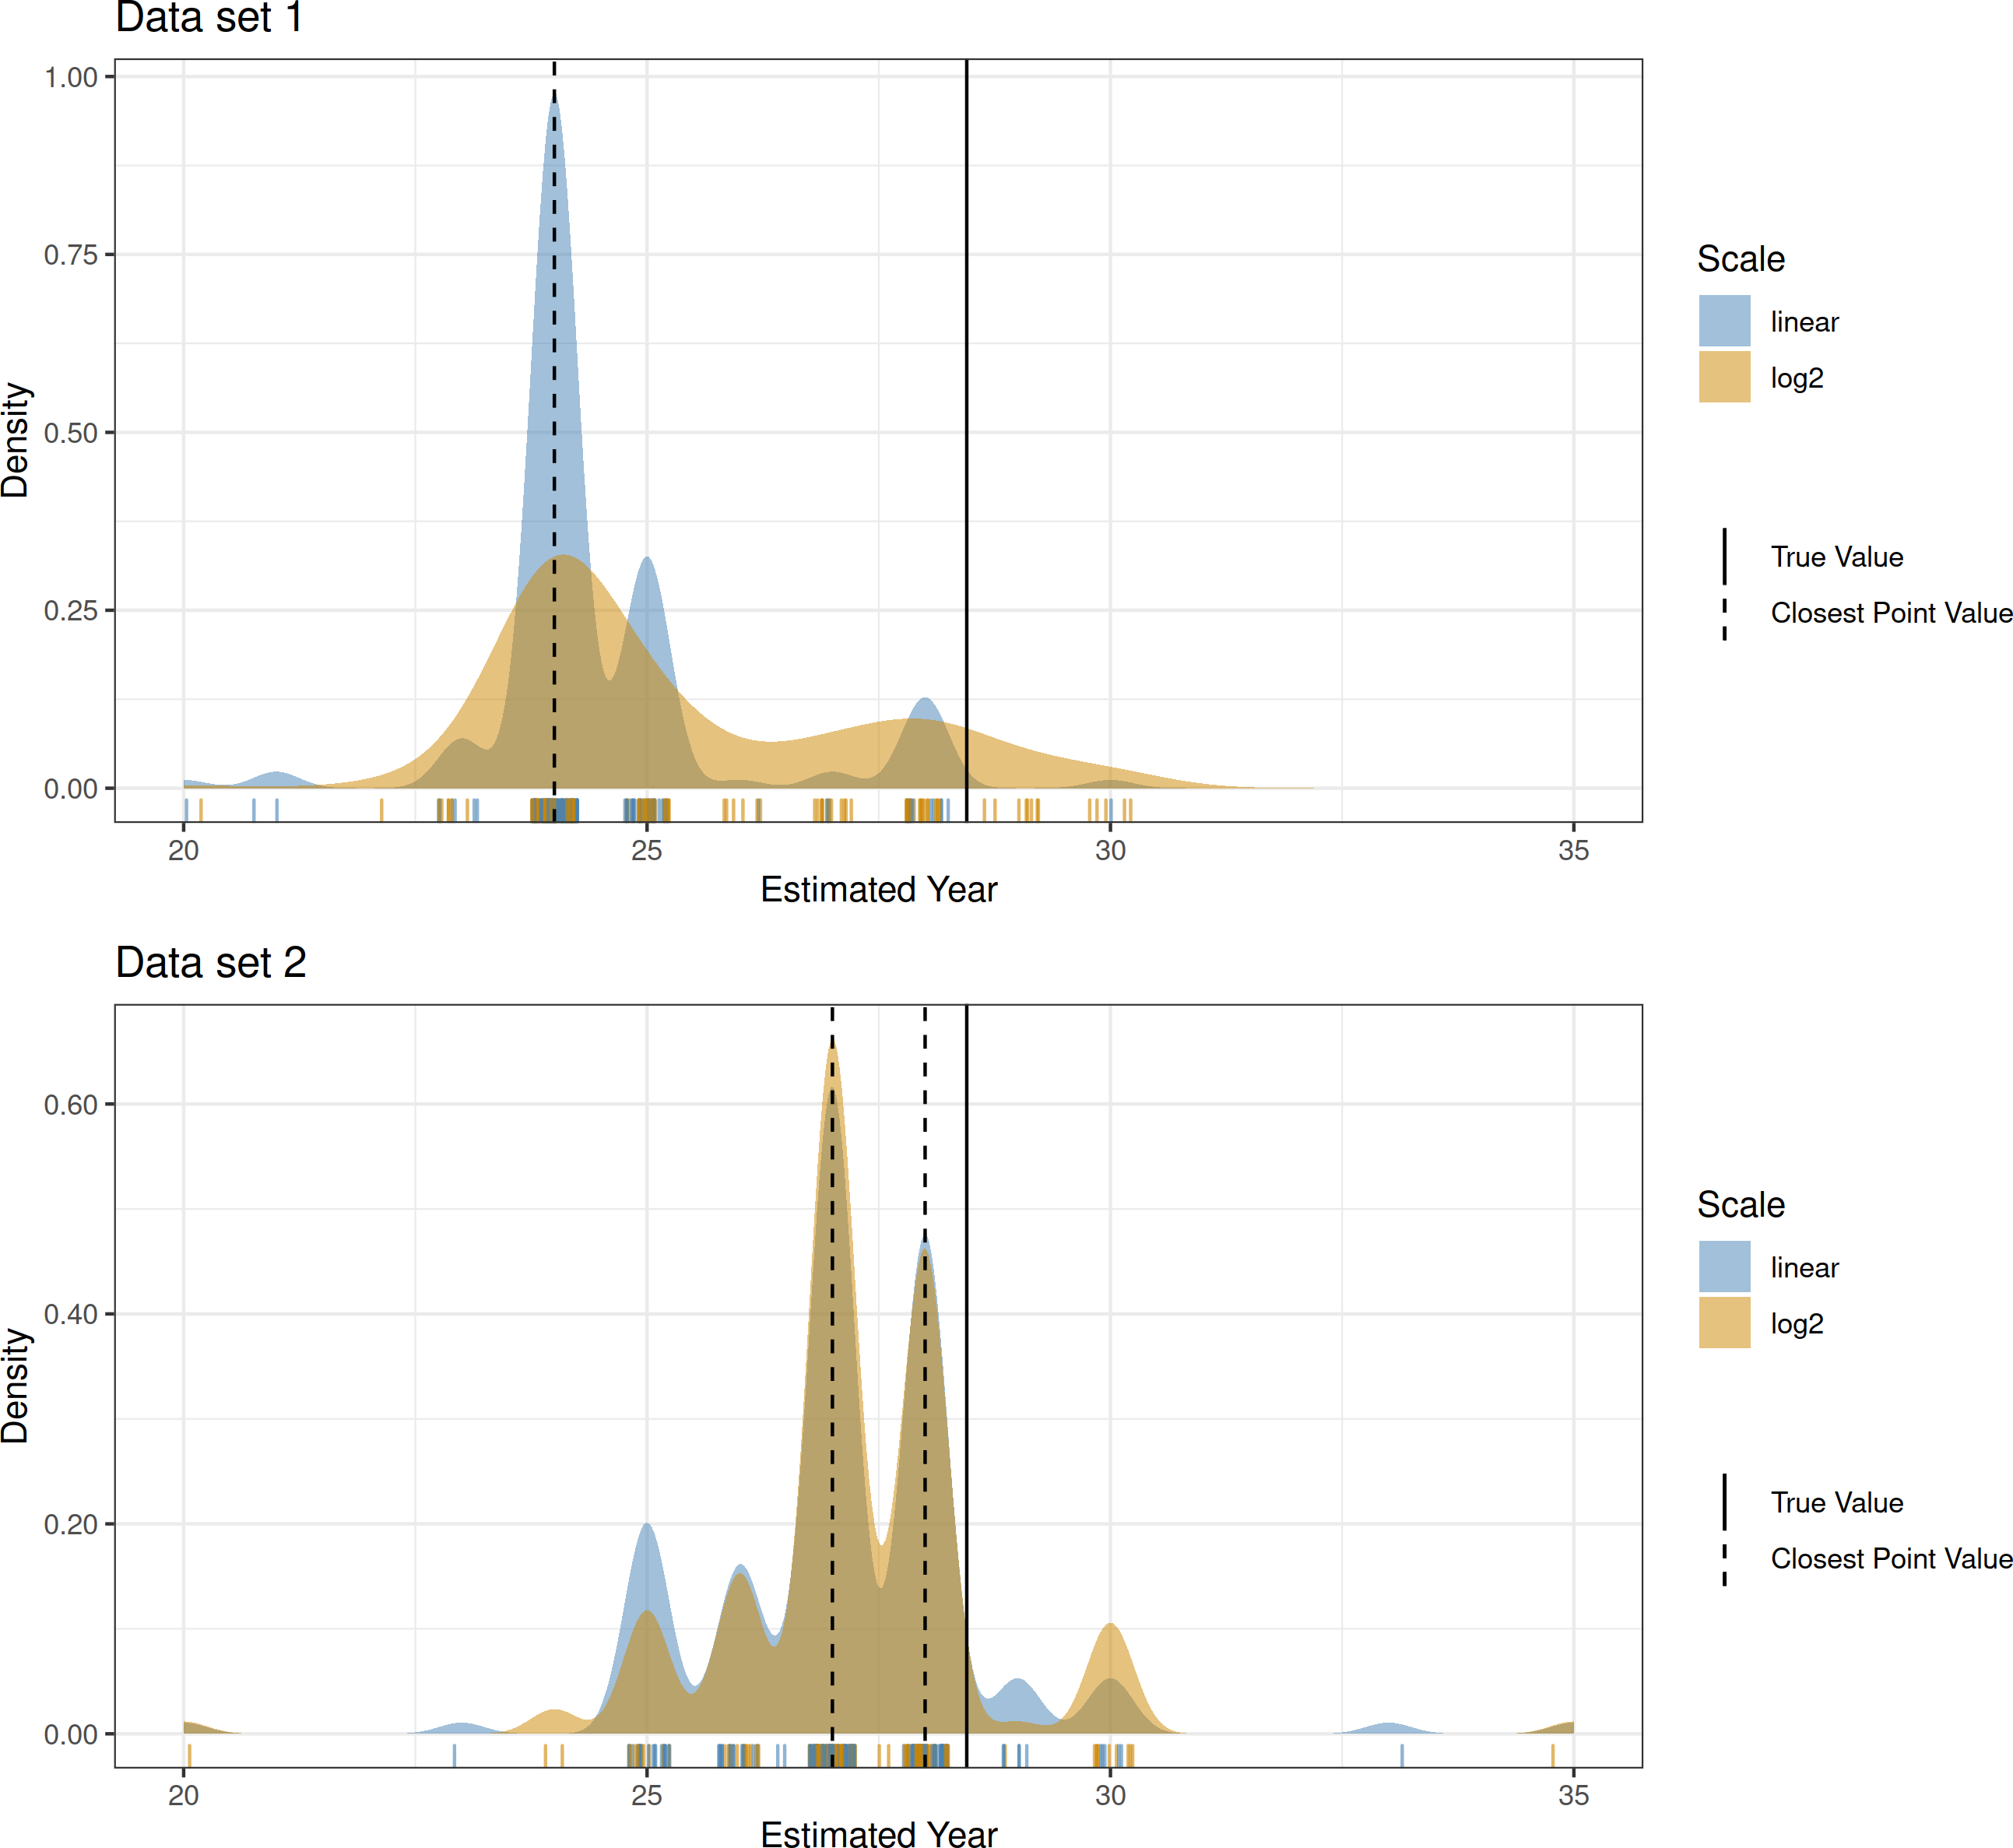 Data set 1
1.00
0.75
0.50
0.25
0.00
Density
20 25 30 35
Estimated Year
Scale
linear
log2
True Value
Closest Point Value
Data set 2
0.60
0.40
0.20
0.00
Density
20 25 30 35
Estimated Year
Scale
linear
log2
True Value
Closest Point Value